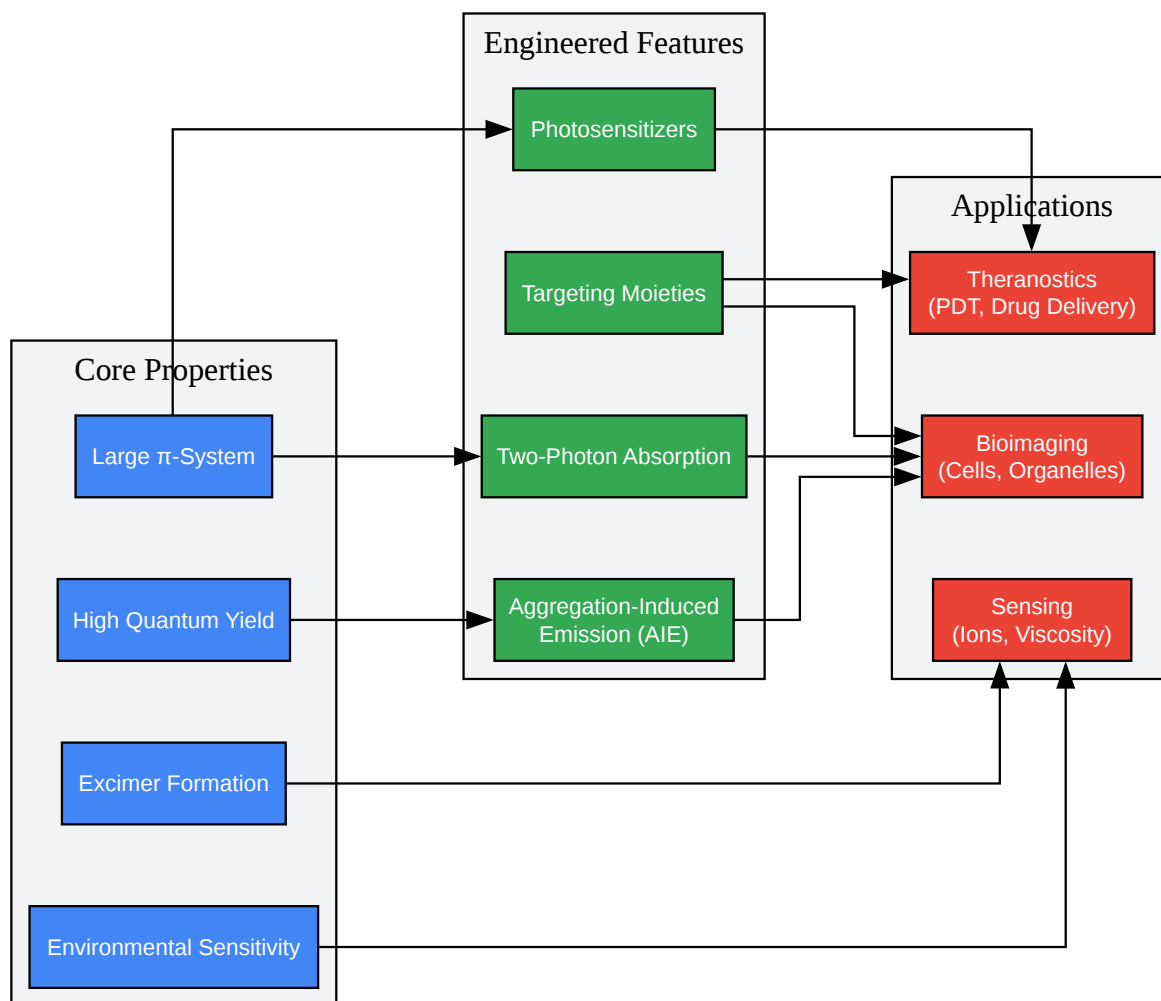 Engineered Features
Photosensitizers
Targeting Moieties
Two-Photon Absorption
Aggregation-Induced
Emission (AIE)
Applications
Theranostics
(PDT, Drug Delivery)
Bioimaging
(Cells, Organelles)
Sensing
(Ions, Viscosity)
Core Properties
Large π-System
High Quantum Yield
Excimer Formation
Environmental Sensitivity